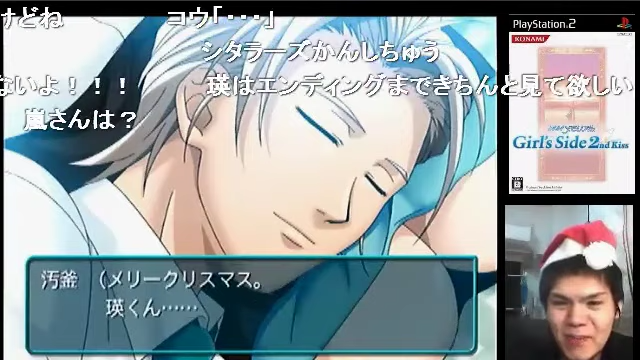 けどね
コウ「・・・」
シタラーズかんしちゅう
ないよ！！！
瑛はエンディングまできちんと見て欲しい
嵐さんは？
汚釜 （メリークリスマス。
瑛くん……
PlayStation.2
KONAMI
Girl's Side 2nd Kiss